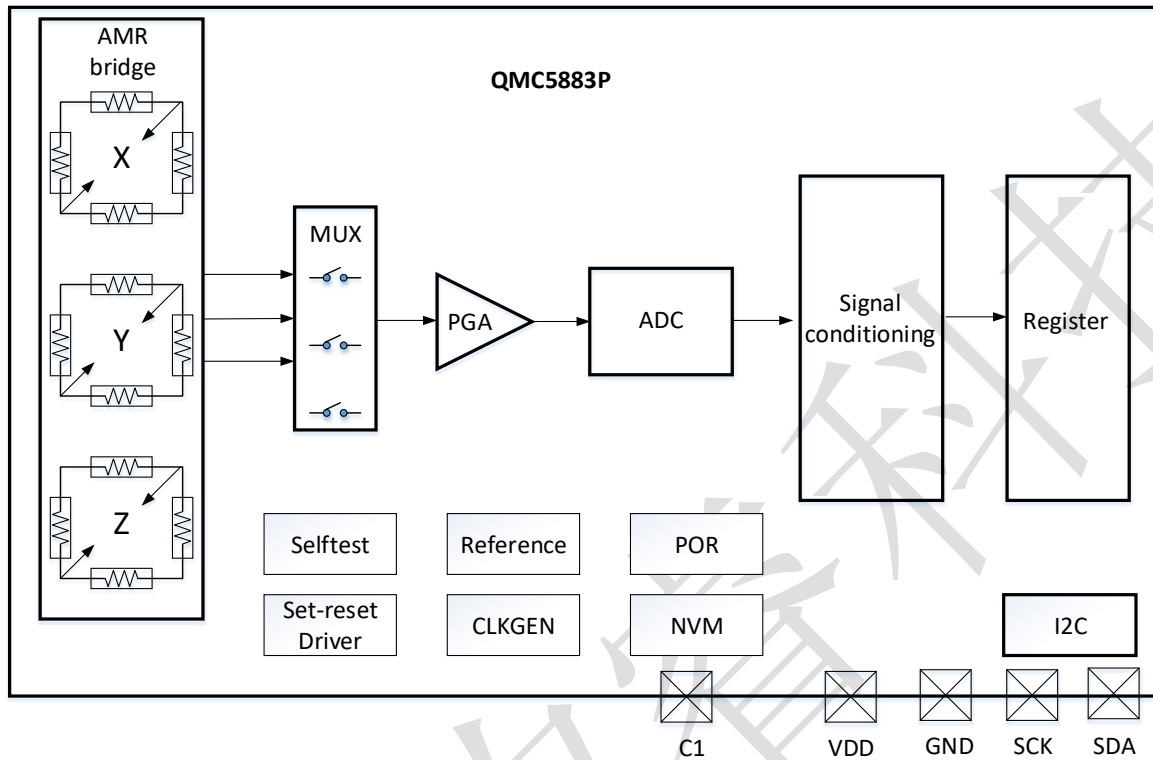 AMR
bridge
QMC5883P
X
MUX
Y
PGA
ADC
Signal
conditioning
Register
Z
Selftest
Reference
POR
Set-reset
Driver
CLKGEN
NVM
I2C
C1
VDD
GND
SCK
SDA